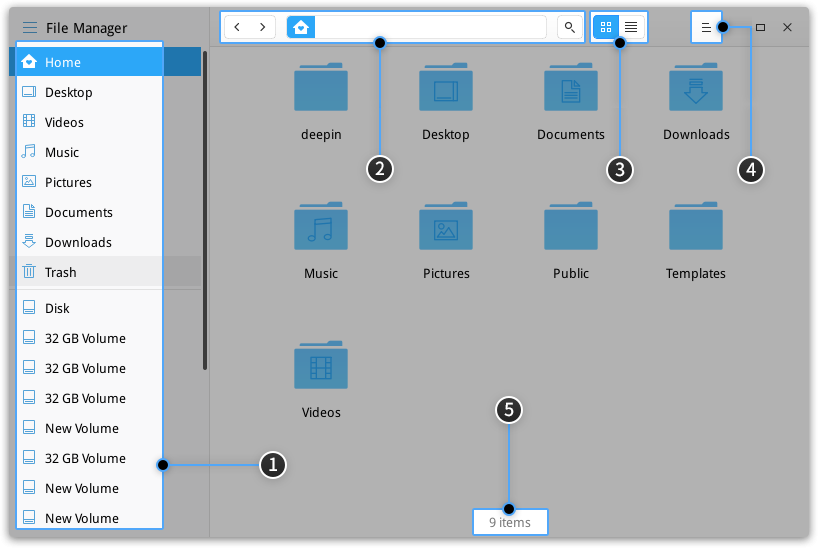 File Manager
Home
Desktop
Videos
Music
Pictures
Documents
Downloads
Trash
Disk
32 GB Volume
32 GB Volume
32 GB Volume
New Volume
32 GB Volume
New Volume
New Volume
deepin
Desktop
Documents
Downloads
2
3
4
Music
Pictures
Public
Templates
Videos
5
1
9 items